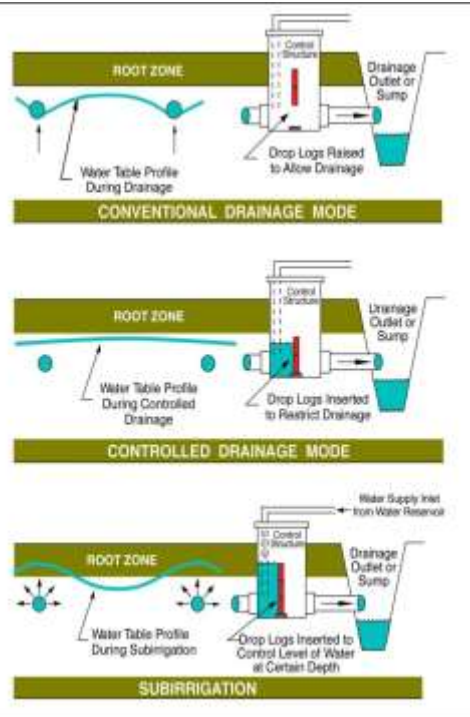 ROOT ZONE
Control
Structure
Drainage
Outlet or
Sump
Water Table Profile
During Drainage
Drop Logs Raised
to Allow Drainage
CONVENTIONAL DRAINAGE MODE
ROOT ZONE
Control
Structure
Drainage
Outlet or
Sump
Water Table Profile
During Controlled
Drainage
Drop Logs Inserted
to Restrict Drainage
CONTROLLED DRAINAGE MODE
Water Supply Inlet
from Water Reservoir
ROOT ZONE
Control
Structure
Drainage
Outlet or
Sump
Water Table Profile
During Subirrigation
Drop Logs Inserted to
Control Level of Water
at Certain Depth
SUBIRRIGATION